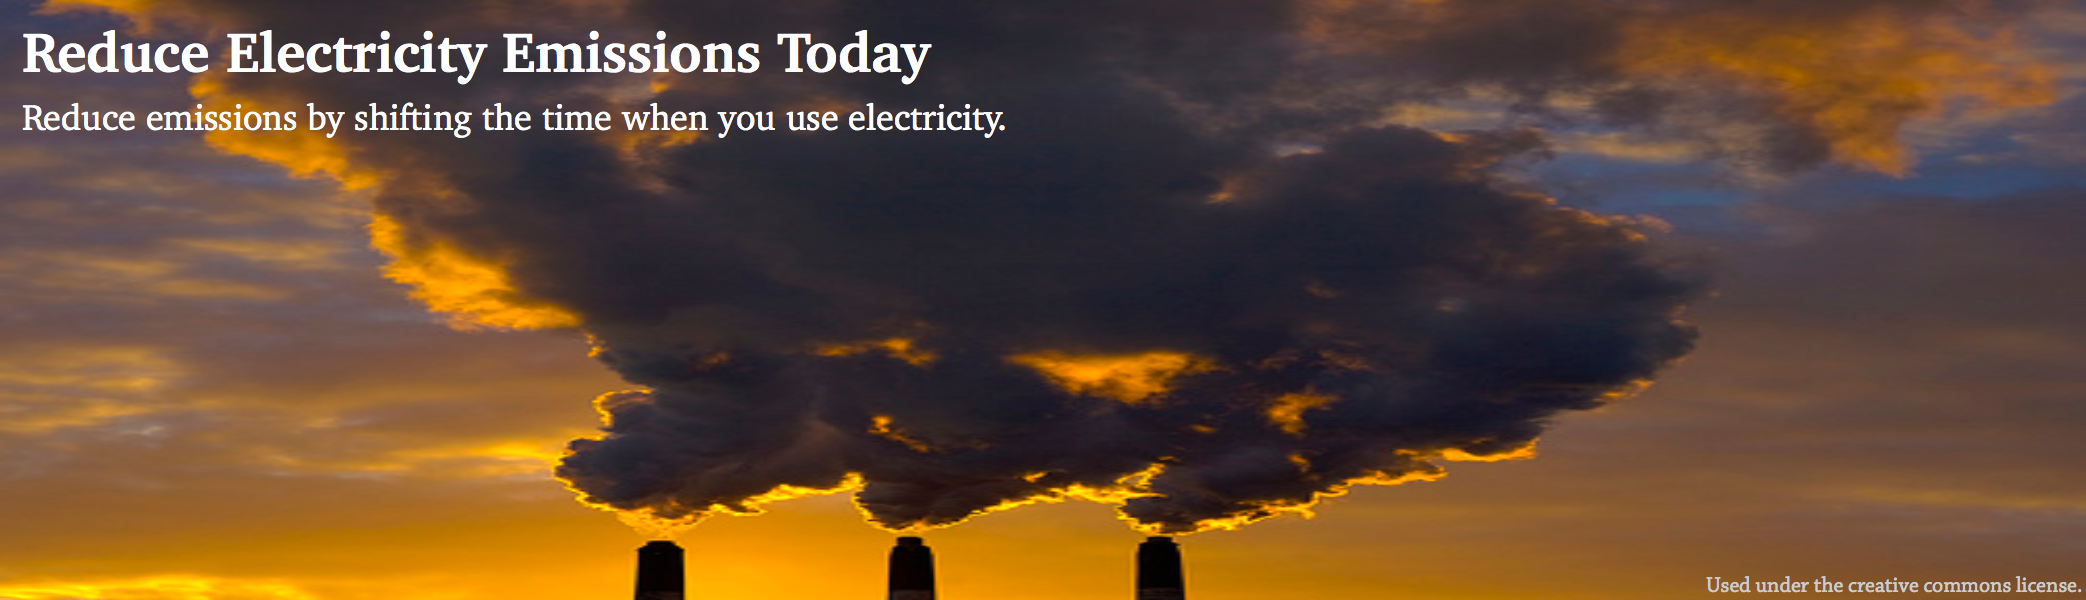 Reduce Electricity Emissions Today
Reduce emissions by shifting the time when you use electricity.
Used under the creative commons license.